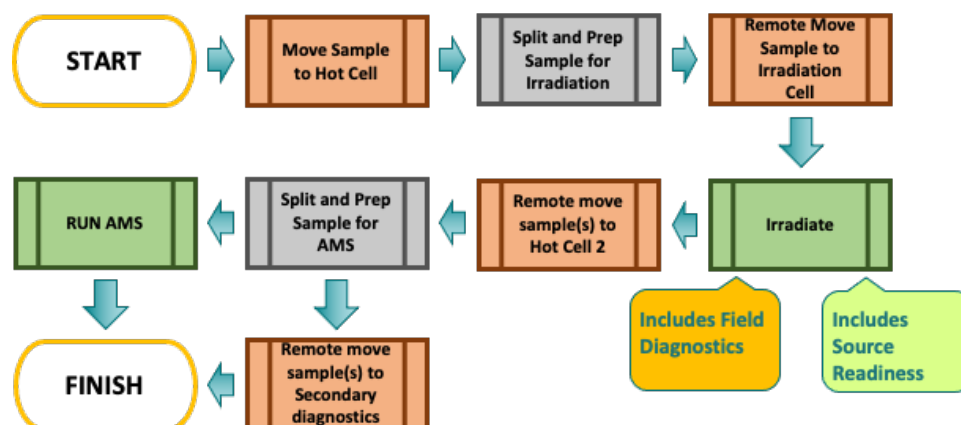 START
Move Sample
to Hot Cell
Split and Prep
Sample for
Irradiation
Remote Move
Sample to
Irradiation
Cell
RUN AMS
Split and Prep
Sample for
AMS
Remote move
sample(s) to
Hot Cell 2
Irradiate
Includes Field
Diagnostics
Includes
Source
Readiness
FINISH
Remote move
sample(s) to
Secondary
diagnostics